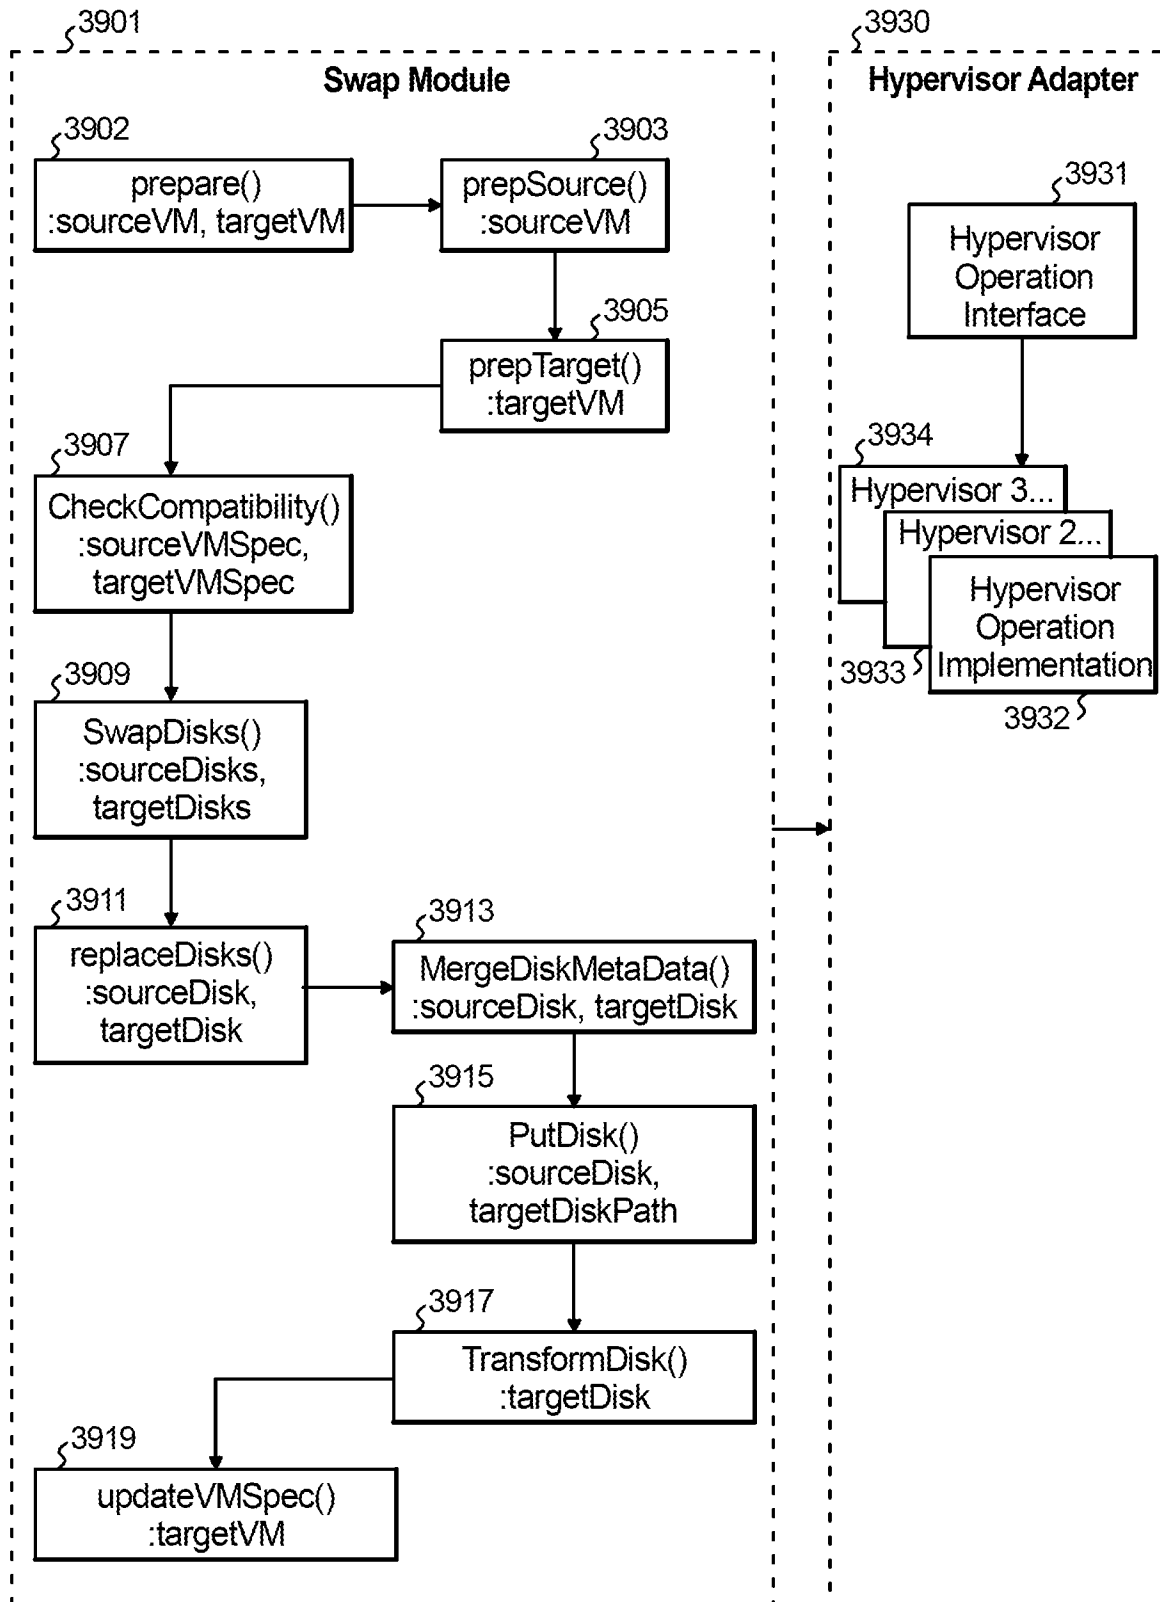 3901
Swap Module
3902
prepare()
:sourceVM, targetVM
3903
prepSource()
:sourceVM
3905
prepTarget()
:targetVM
3907
CheckCompatibility()
:sourceVMSpec,
targetVMSpec
3909
SwapDisks()
:sourceDisks,
targetDisks
3911
replaceDisks()
:sourceDisk,
targetDisk
3913
MergeDiskMetaData()
:sourceDisk, targetDisk
3915
PutDisk()
:sourceDisk,
targetDiskPath
3917
TransformDisk()
:targetDisk
3919
updateVMSpec()
:targetVM
3930
Hypervisor Adapter
3931
Hypervisor
Operation
Interface
3934
Hypervisor 3...
Hypervisor 2...
Hypervisor
Operation
Implementation
3933
3932